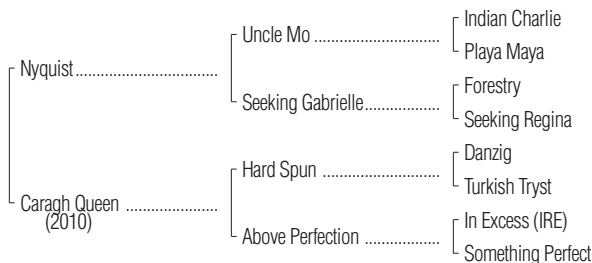 Indian Charlie
Uncle Mo ................................
Playa Maya
Nyquist....................................
Forestry
Seeking Gabrielle...................
Seeking Regina
Danzig
Hard Spun ..............................
Turkish Tryst
Caragh Queen .......................
(2010)
In Excess (IRE)
Above Perfection ...................
Something Perfect